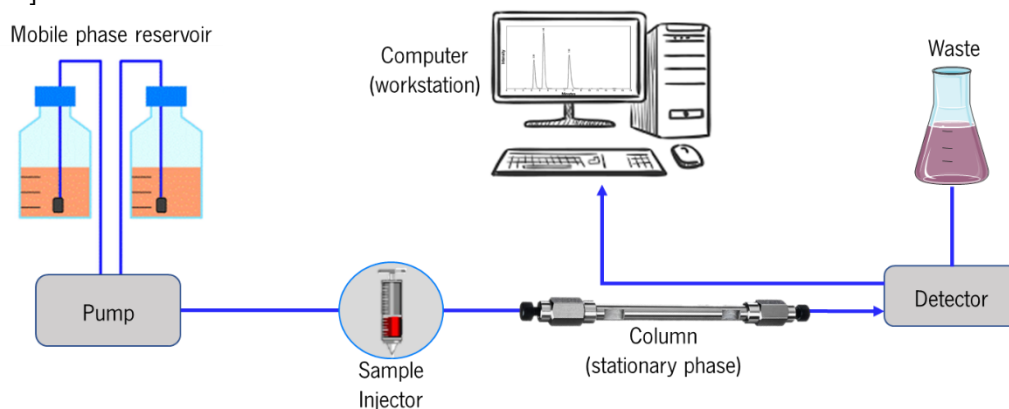 ]
Mobile phase reservoir
Computer
(workstation)
Waste
Pump
Sample
Injector
Column
(stationary phase)
Detector